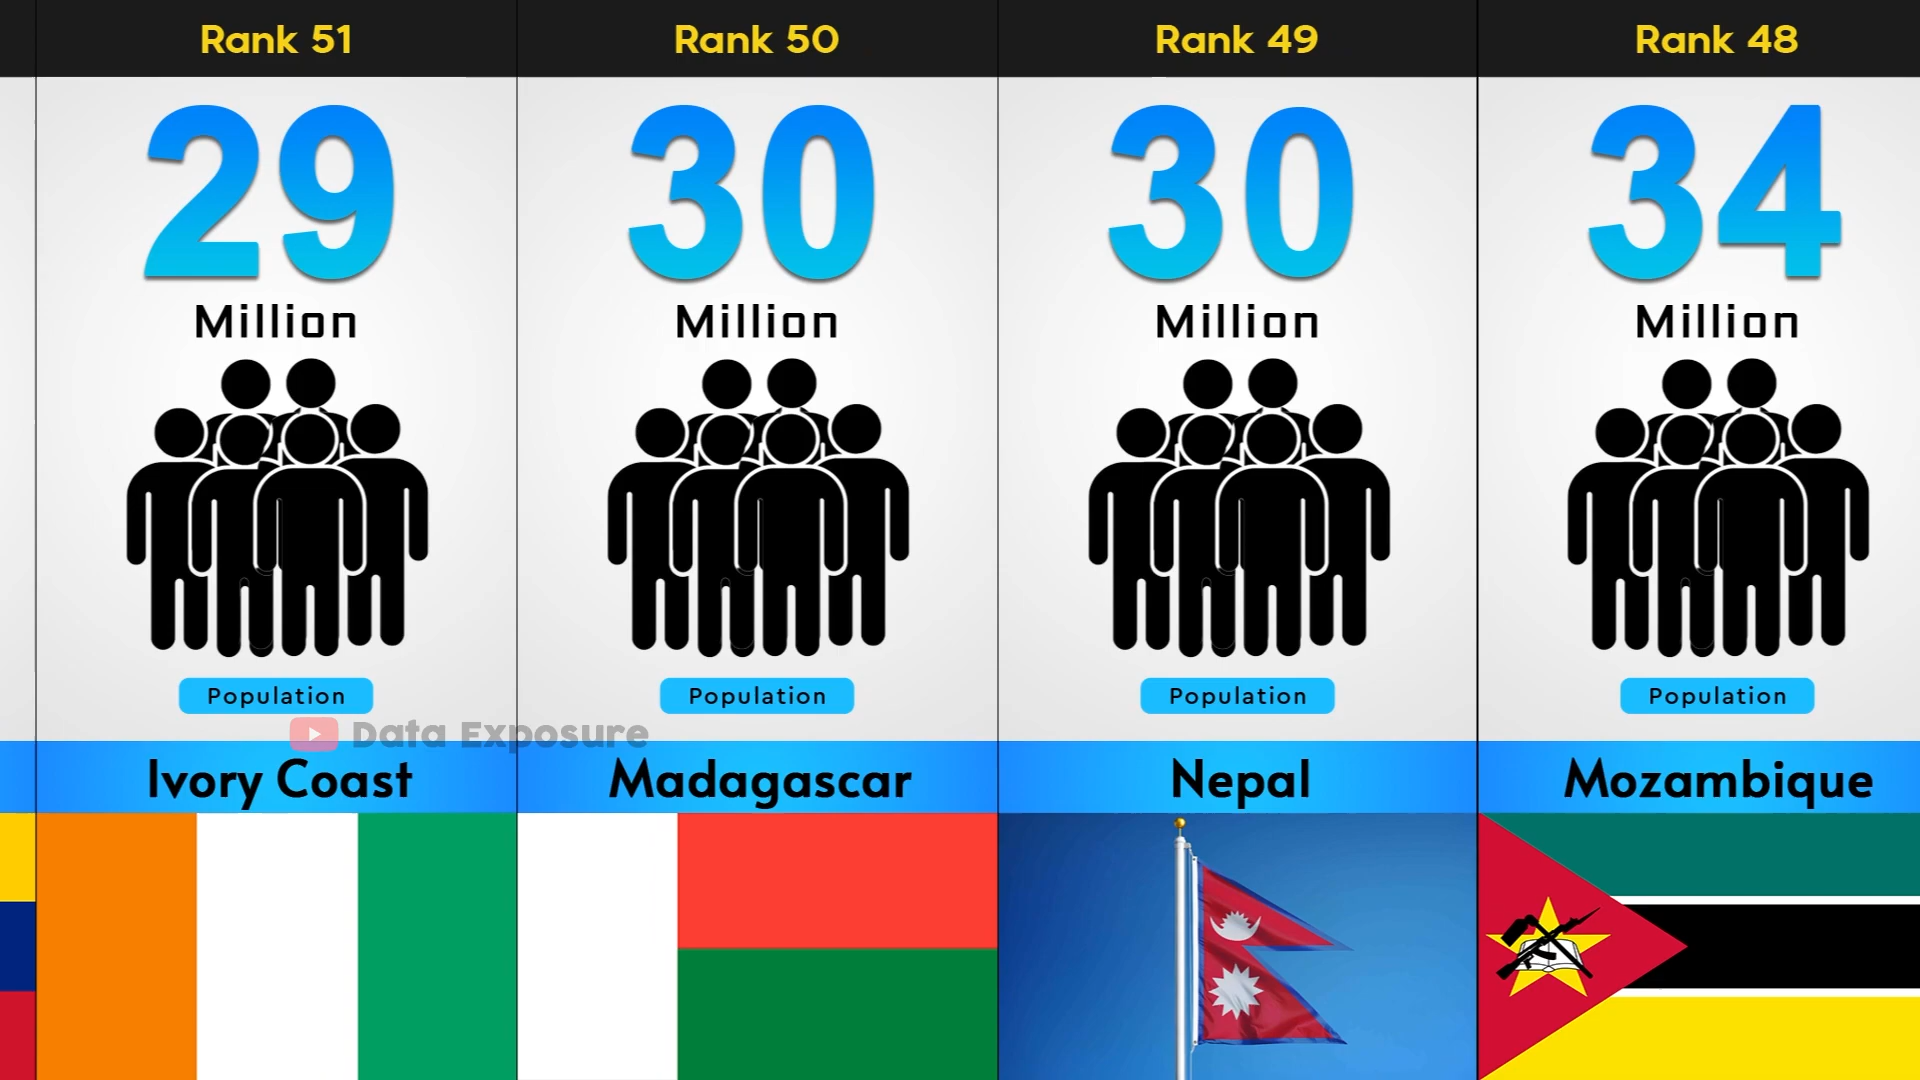 Rank 51
29
Million
Population
Ivory Coast
Rank 50
30
Million
Population
Madagascar
Rank 49
30
Million
Population
Nepal
Rank 48
34
Million
Population
Mozambique
Data Exposure